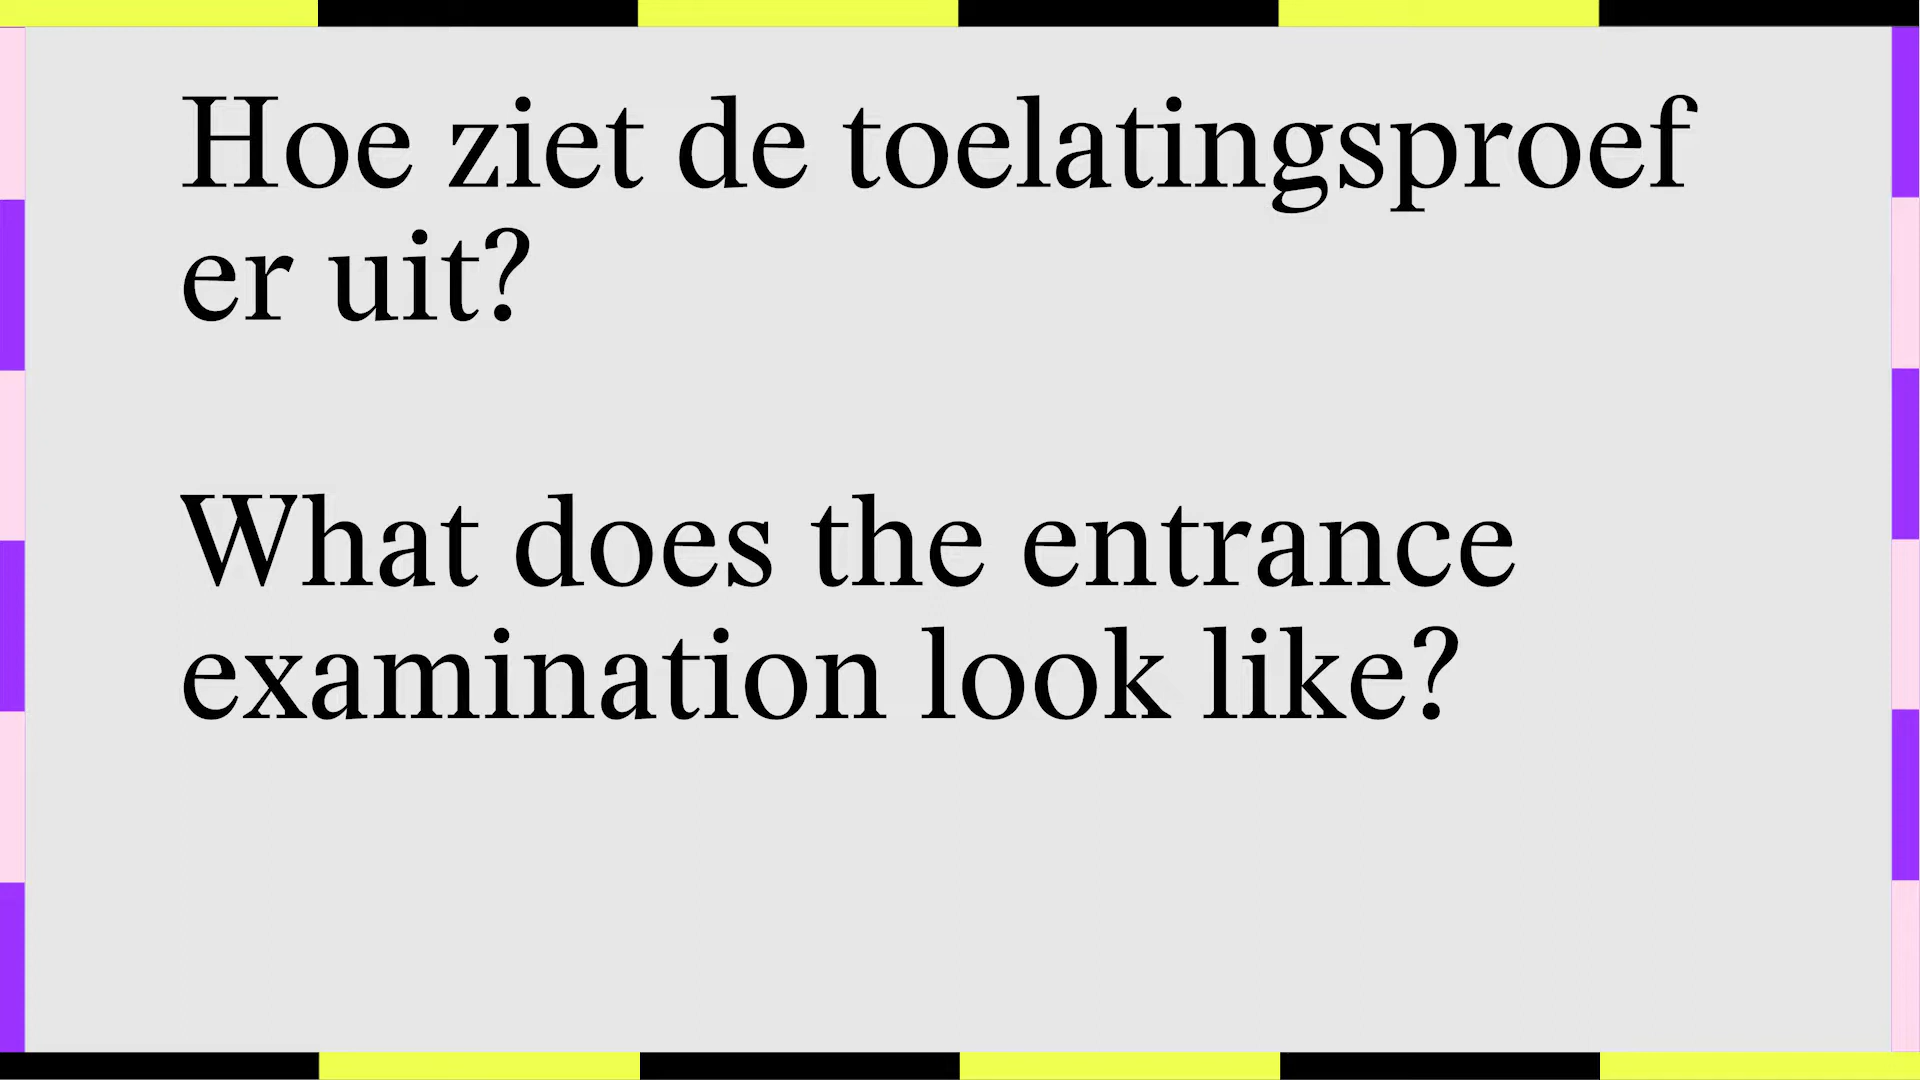 Hoe ziet de toelatingsproef
er uit?
What does the entrance
examination look like?